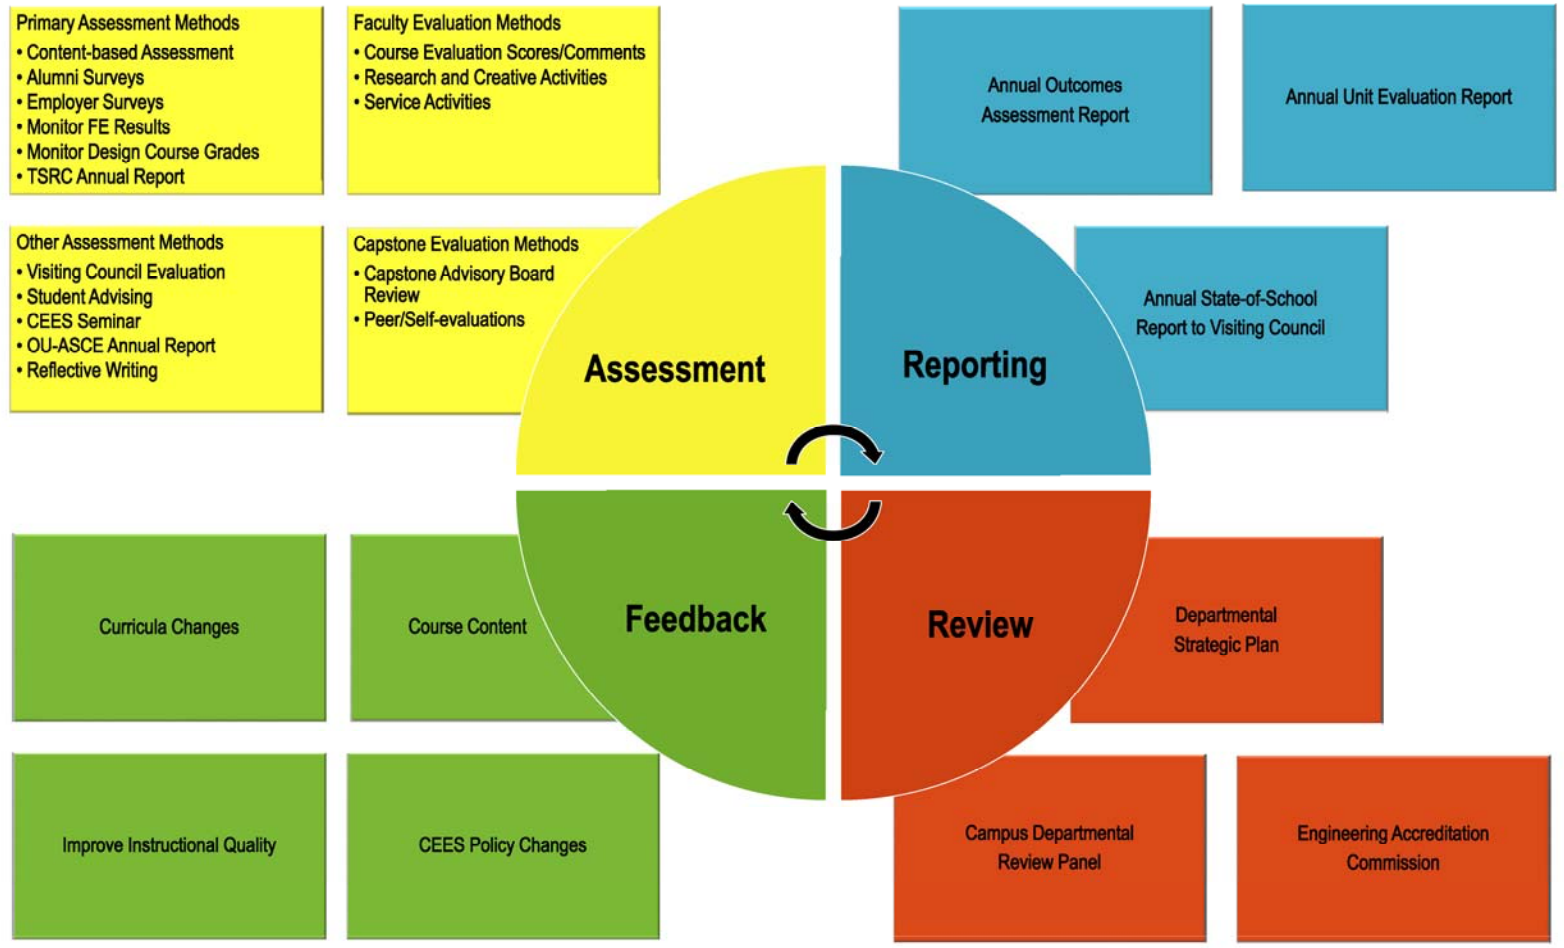 Primary Assessment Methods
• Content-based Assessment
• Alumni Surveys
• Employer Surveys
• Monitor FE Results
• Monitor Design Course Grades
• TSRC Annual Report
Faculty Evaluation Methods
• Course Evaluation Scores/Comments
• Research and Creative Activities
• Service Activities
Other Assessment Methods
• Visiting Council Evaluation
• Student Advising
• CEES Seminar
• OU-ASCE Annual Report
• Reflective Writing
Capstone Evaluation Methods
• Capstone Advisory Board
Review
• Peer/Self-evaluations
Assessment
Annual Outcomes
Assessment Report
Annual Unit Evaluation Report
Annual State-of-School
Report to Visiting Council
Reporting
Curricula Changes
Course Content
Feedback
Improve Instructional Quality
CEES Policy Changes
Review
Departmental
Strategic Plan
Campus Departmental
Review Panel
Engineering Accreditation
Commission